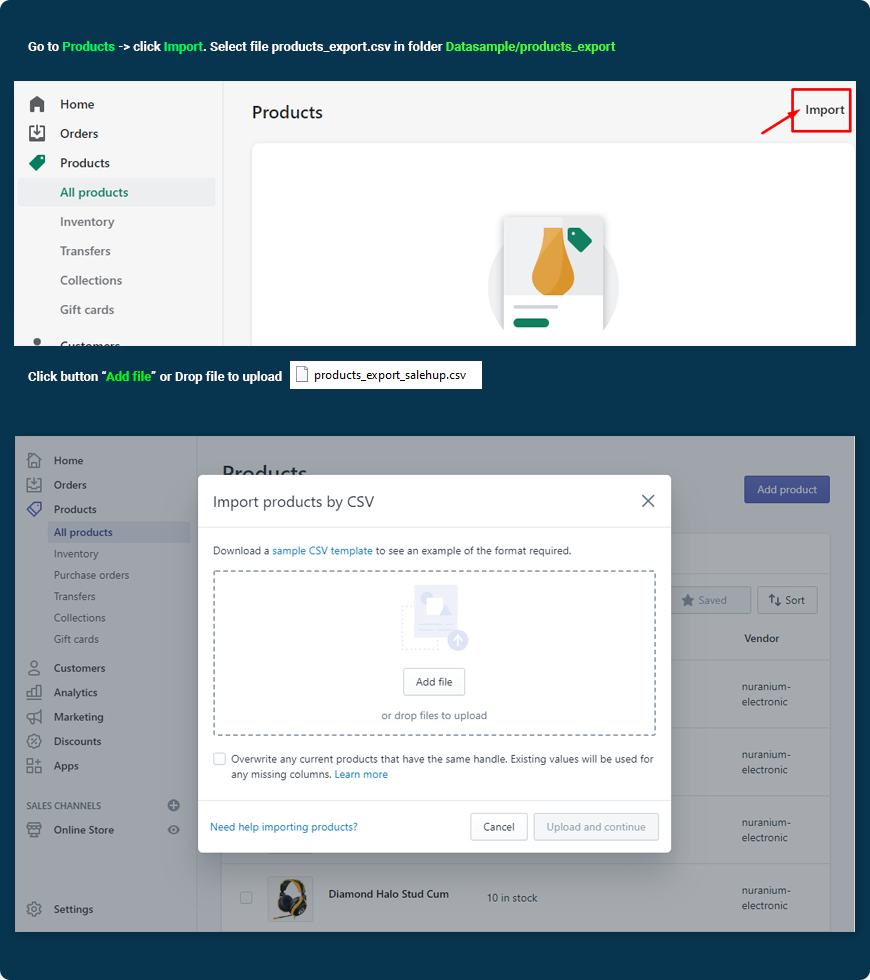 Go to Products -> click Import. Select file products_export.csv in folder Datasample/products_export
Home
Orders
Products
All products
Inventory
Transfers
Collections
Gift cards
Customers
Products
Import
Click button “Add file” or Drop file to upload
products_export_salehup.csv
Home
Orders
Products
All products
Inventory
Purchase orders
Transfers
Collections
Gift cards
Customers
Analytics
Marketing
Discounts
Apps
SALES CHANNELS
Online Store
Settings
Products
Add product
Import products by CSV
Download a sample CSV template to see an example of the format required.
Add file
or drop files to upload
Overwrite any current products that have the same handle. Existing values will be used for
any missing columns. Learn more
Need help importing products?
Cancel
Upload and continue
Saved
Sort
Vendor
nuranium-
electronic
nuranium-
electronic
nuranium-
electronic
Diamond Halo Stud Cum
10 in stock
nuranium-
electronic